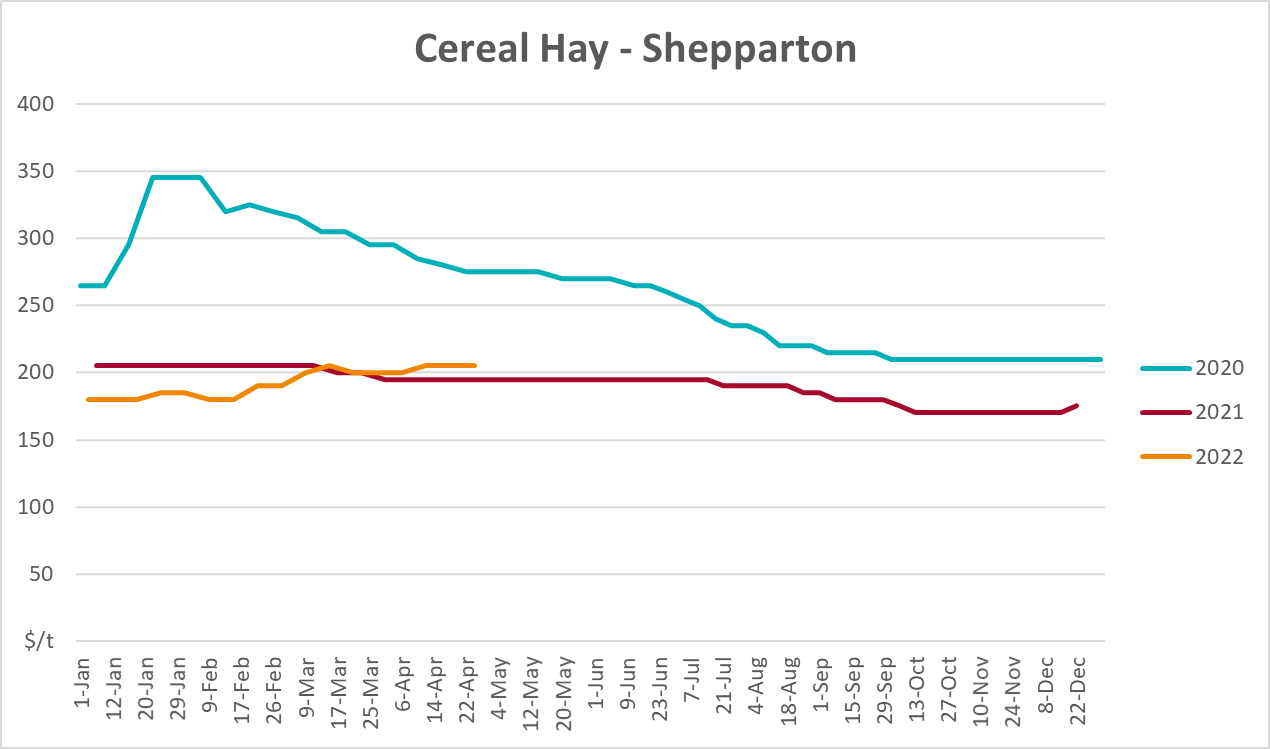 Cereal Hay - Shepparton
400
350
300
250
200
150
100
50
$/t
1-Jan
12-Jan
20-Jan
29-Jan
9-Feb
17-Feb
26-Feb
9-Mar
17-Mar
25-Mar
6-Apr
14-Apr
22-Apr
4-May
12-May
20-May
1-Jun
9-Jun
23-Jun
7-Jul
21-Jul
4-Aug
18-Aug
1-Sep
15-Sep
29-Sep
13-Oct
27-Oct
10-Nov
24-Nov
8-Dec
22-Dec
2020
2021
2022